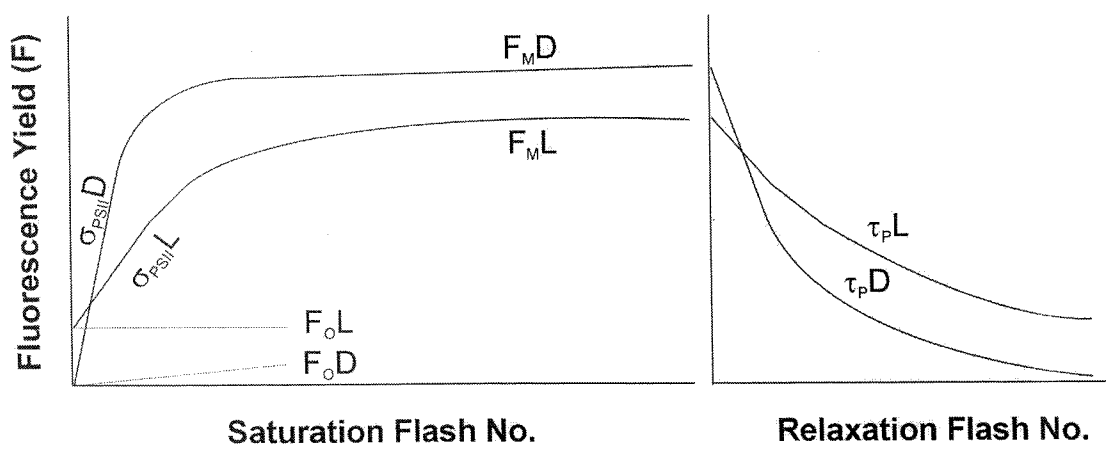 Fluorescence Yield (F)
FMD
FML
σPSIID
σPSIIL
FOL
FOD
Saturation Flash No.
τPL
τPD
Relaxation Flash No.